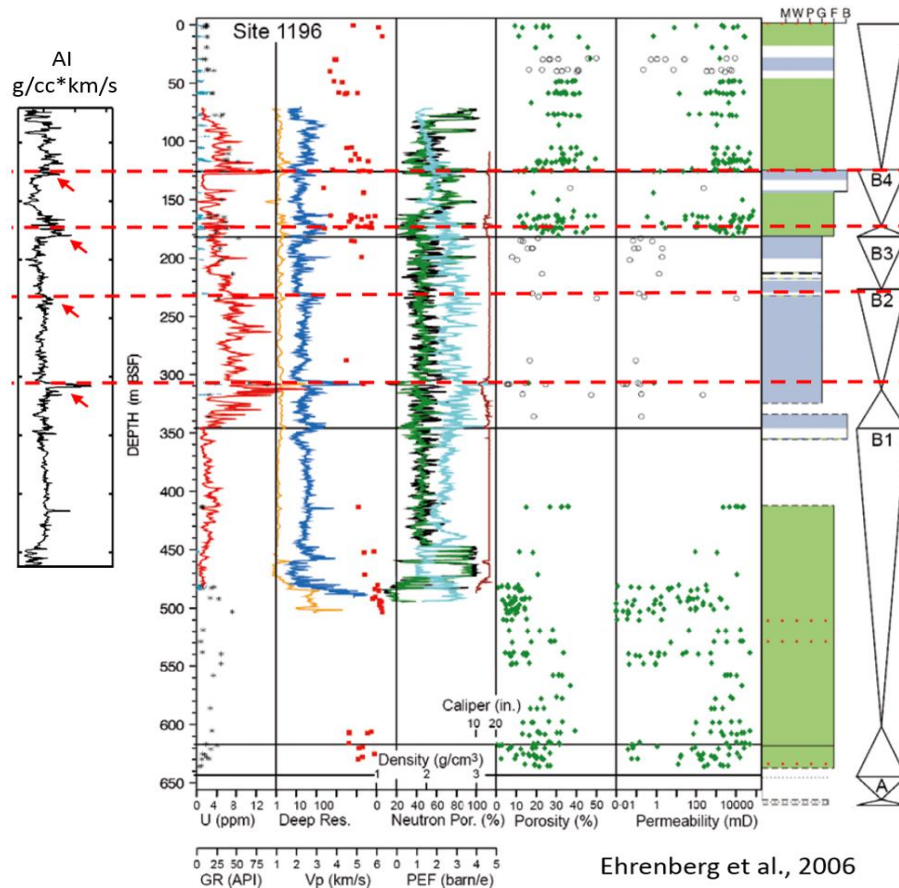 Site 1196
M W P G F B
AI
g/cc*km/s
0
50
100
150
200
250
300
350
400
450
500
550
600
650
DEPTH (m BSF)
B4
B3
B2
B1
A
Caliper (in.)
10 20
Density (g/cm³)
1 2 3
0 4 8 12
1 10 100
0 20 40 60 80 100
0 10 20 30 40 50
1 100 10000
U (ppm)
Deep Res.
Neutron Por. (%)
Porosity (%)
Permeability (mD)
0 25 50 75 100
1 2 3 4 5 6
0 1 2 3 4 5
GR (API)
Vp (km/s)
PEF (barn/e)
Ehrenberg et al., 2006